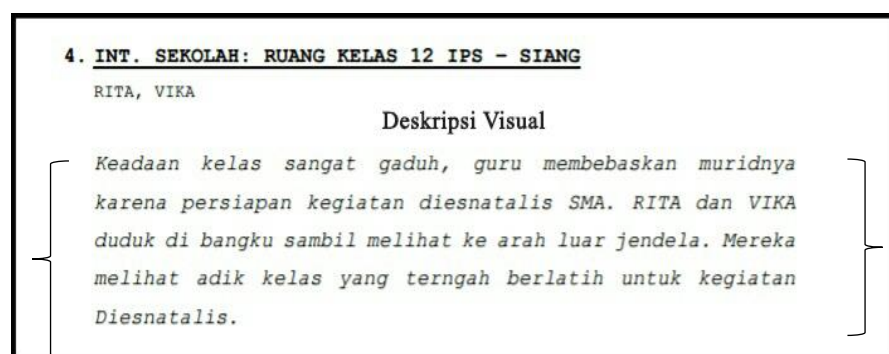 4. INT. SEKOLAH: RUANG KELAS 12 IPS – SIANG
RITA, VIKA
Deskripsi Visual
Keadaan kelas sangat gaduh, guru membebaskan muridnya
karena persiapan kegiatan diesnatalis SMA. RITA dan VIKA
duduk di bangku sambil melihat ke arah luar jendela. Mereka
melihat adik kelas yang terngah berlatih untuk kegiatan
Diesnatalis.